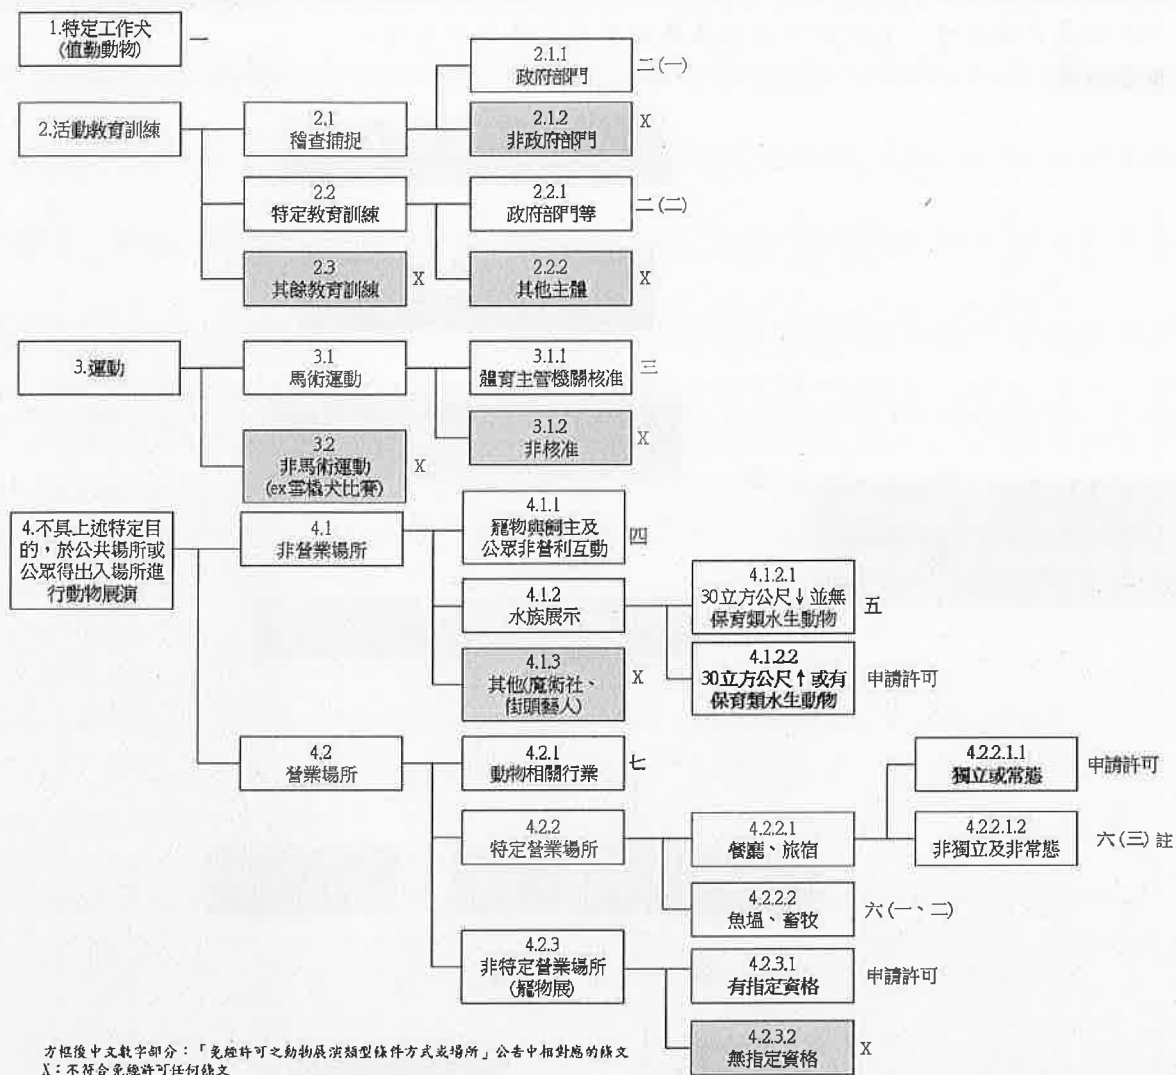 1.特定工作犬
(值勤動物)
一
2.活動教育訓練
2.1
稽查捕捉
2.1.1
政府部門
二(一)
2.1.2
非政府部門
X
2.2
特定教育訓練
2.2.1
政府部門等
二(二)
2.2.2
其他主體
X
2.3
其餘教育訓練
X
3.運動
3.1
馬術運動
3.1.1
體育主管機關核准
三
3.1.2
非核准
X
3.2
非馬術運動
(ex雪橇犬比賽)
X
4.不具上述特定目
的,於公共場所或
公眾得出入場所進
行動物展演
4.1
非營業場所
4.1.1
寵物與飼主及
公眾非營利互動
四
4.1.2
水族展示
4.1.2.1
30立方公尺↓並無
保育類水生動物
五
4.1.2.2
30立方公尺↑或有
保育類水生動物
申請許可
4.1.3
其他(魔術社、
街頭藝人)
X
4.2
營業場所
4.2.1
動物相關行業
七
4.2.2
特定營業場所
4.2.2.1
餐廳、旅宿
4.2.2.1.1
獨立或常態
申請許可
4.2.2.1.2
非獨立及非常態
六(三)註
4.2.2.2
魚塭、畜牧
六(一、二)
4.2.3
非特定營業場所
(寵物展)
4.2.3.1
有指定資格
申請許可
4.2.3.2
無指定資格
X
方框後中文數字部分:「免經許可之動物展演類型條件方式或場所」公告中相對應的條文
X:不符合免經許可任何條文